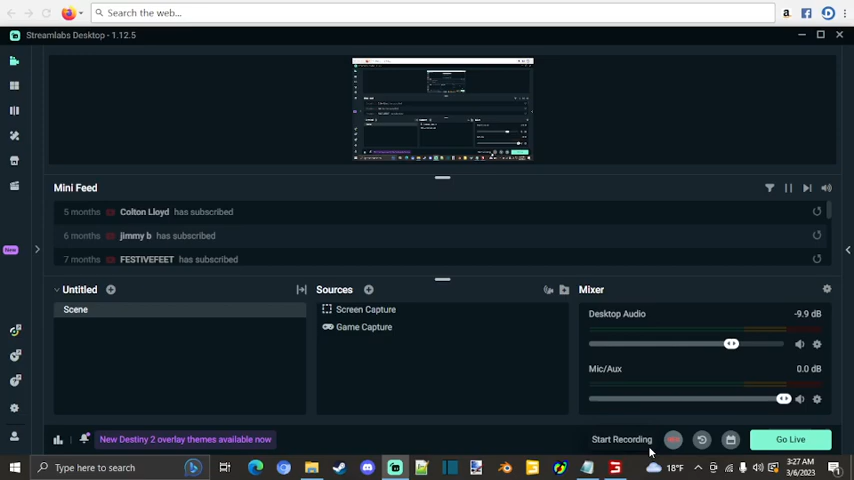 Search the web...
Streamlabs Desktop - 1.12.5
Mini Feed
5 months Colton Lloyd has subscribed
6 months jimmy b has subscribed
7 months FESTIVEFEET has subscribed
New
Untitled
Sources
Mixer
Scene
Screen Capture
Game Capture
Desktop Audio -9.9 dB
Mic/Aux 0.0 dB
New Destiny 2 overlay themes available now
Start Recording
REC
Go Live
Type here to search
18°F
3:27 AM
3/6/2023